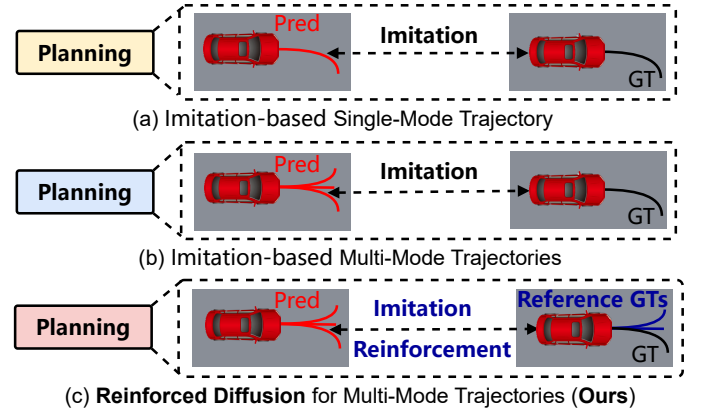 Planning
Pred
Imitation
GT
(a) Imitation-based Single-Mode Trajectory
Planning
Pred
Imitation
GT
(b) Imitation-based Multi-Mode Trajectories
Planning
Pred
Imitation
Reinforcement
Reference GTs
GT
(c) Reinforced Diffusion for Multi-Mode Trajectories (Ours)